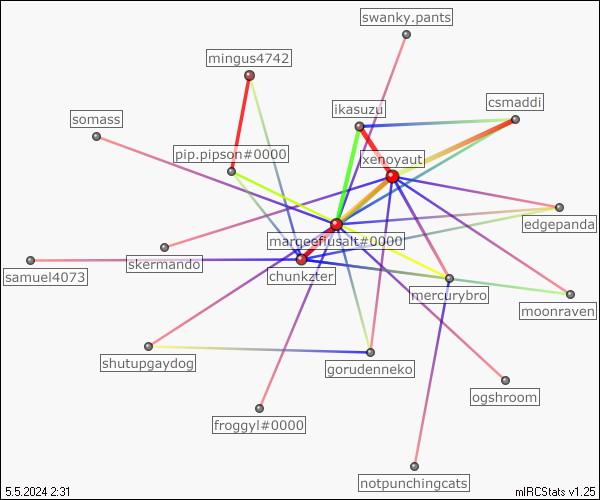 swanky.pants
mingus4742
ikasuzu
csmaddi
somass
pip.pipson#0000
xenoyaut
edgepanda
margeeflusalt#0000
skermando
samuel4073
chunkzter
mercurybro
moonraven
shutupgaydog
gorudenneko
ogshroom
froggyl#0000
notpunchingcats
5.5.2024 2:31
mIRCStats v1.25